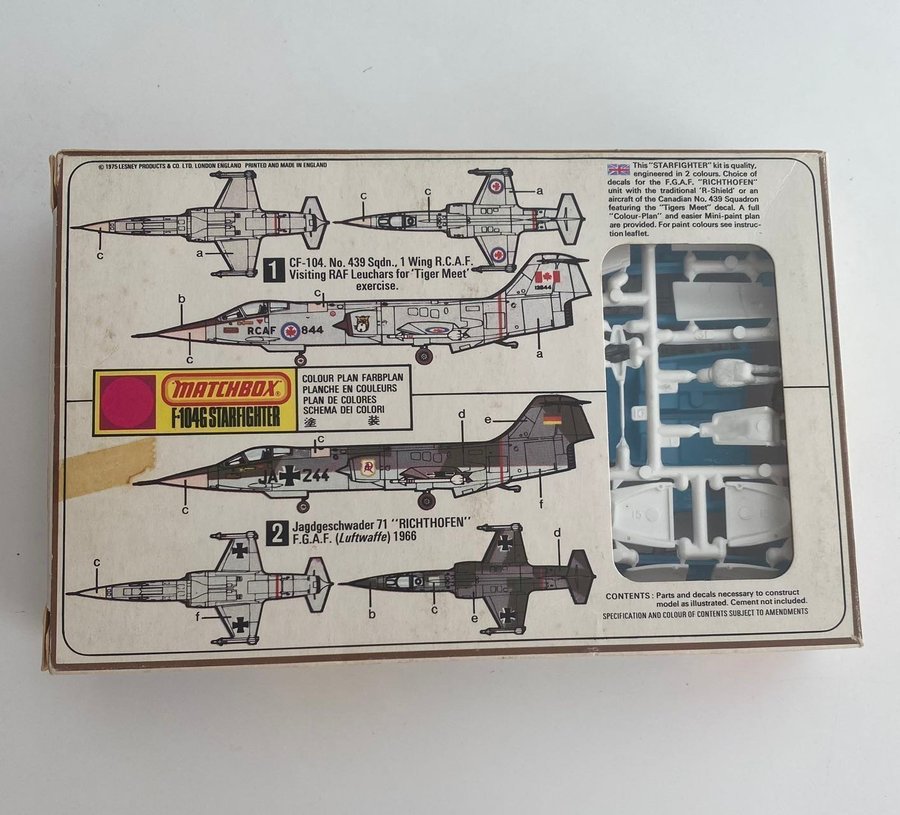 © 1975 LESNEY PRODUCTS & CO. LTD. LONDON ENGLAND PRINTED AND MADE IN ENGLAND
c
c
a
c
c
a
a
1 CF-104. No. 439 Sqdn., 1 Wing R.C.A.F.
Visiting RAF Leuchars for 'Tiger Meet'
exercise.
b
c
RCAF 844
c
a
This "STARFIGHTER" kit is quality,
engineered in 2 colours. Choice of
decals for the F.G.A.F. "RICHTHOFEN"
unit with the traditional 'R-Shield' or an
aircraft of the Canadian No. 439 Squadron
featuring the "Tigers Meet" decal. A full
"Colour-Plan" and easier Mini-paint plan
are provided. For paint colours see instruc-
tion leaflet.
MATCHBOX
F-104G STARFIGHTER
COLOUR PLAN FARBPLAN
PLANCHE EN COULEURS
PLAN DE COLORES
SCHEMA DEI COLORI
塗 装
c
d
e
JA 244
c
f
2 Jagdgeschwader 71 "RICHTHOFEN"
F.G.A.F. (Luftwaffe) 1966
c
f
d
b
c
e
15
CONTENTS: Parts and decals necessary to construct
model as illustrated. Cement not included.
SPECIFICATION AND COLOUR OF CONTENTS SUBJECT TO AMENDMENTS